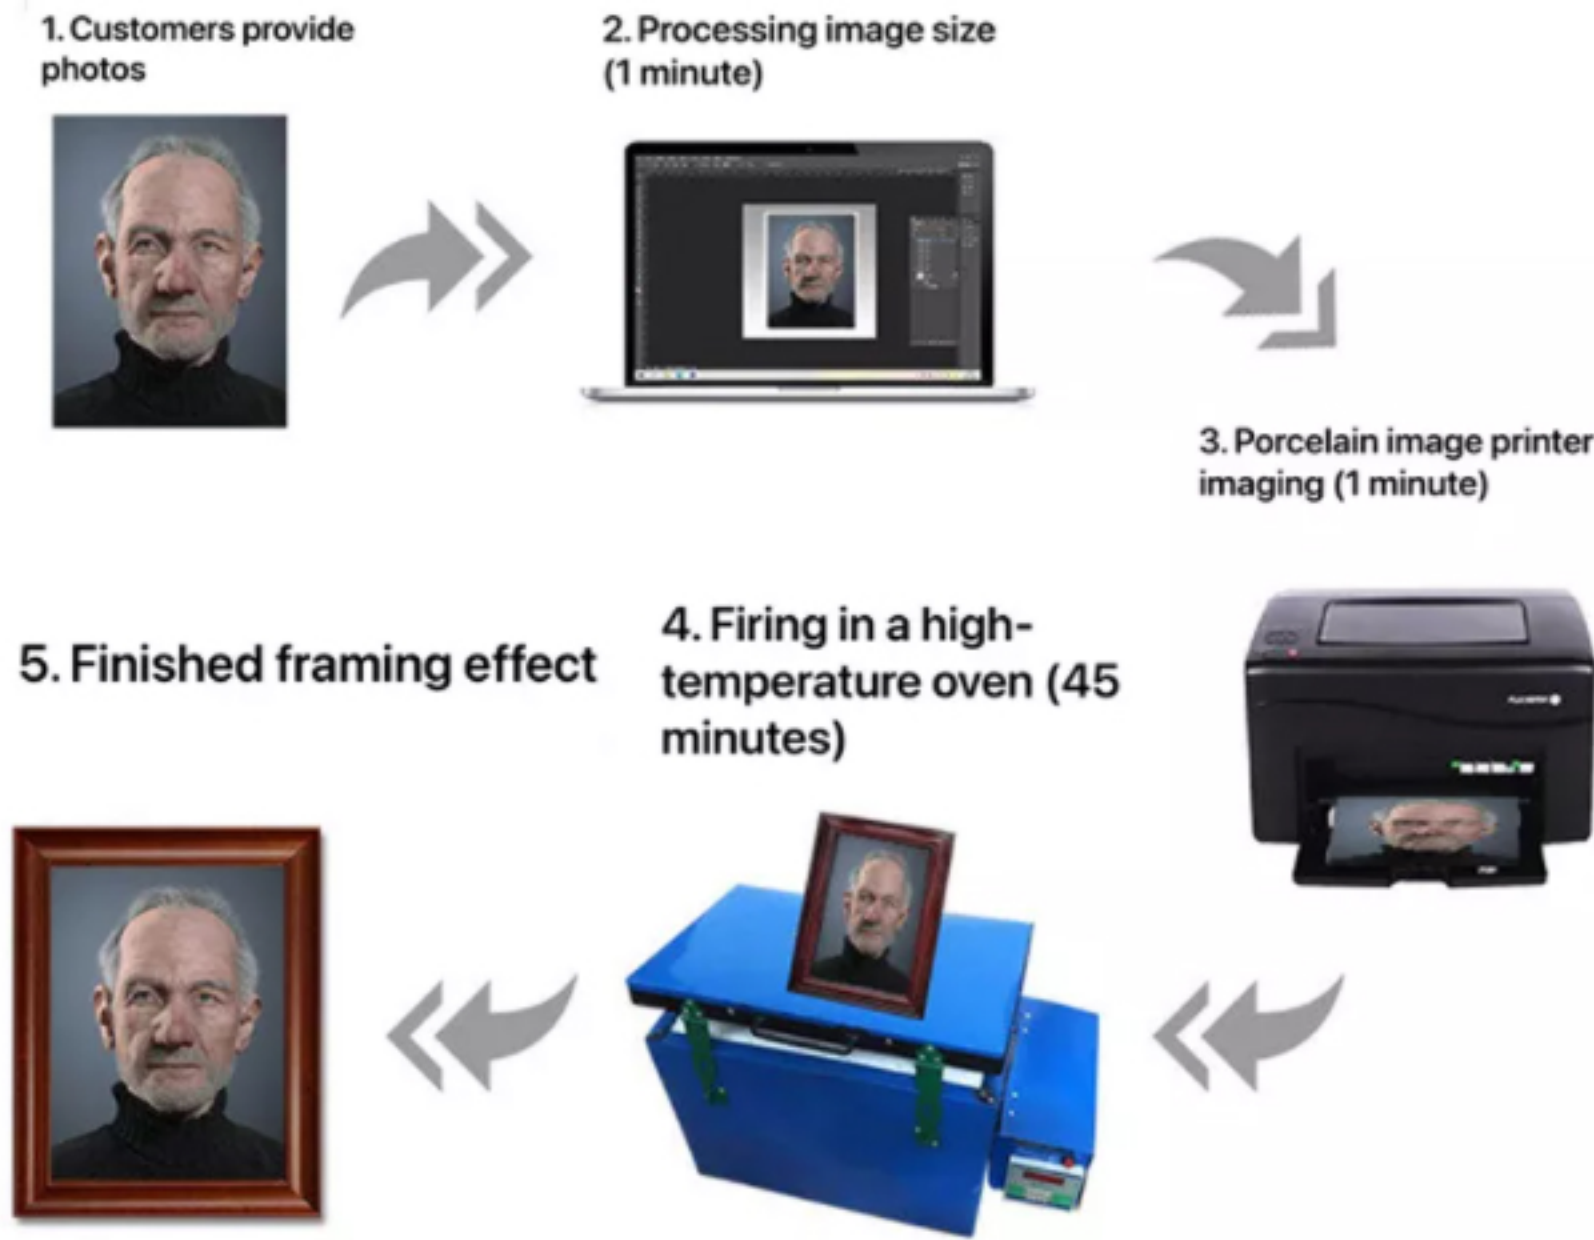 1. Customers provide
photos
2. Processing image size
(1 minute)
3. Porcelain image printer
imaging (1 minute)
4. Firing in a high-
temperature oven (45
minutes)
5. Finished framing effect